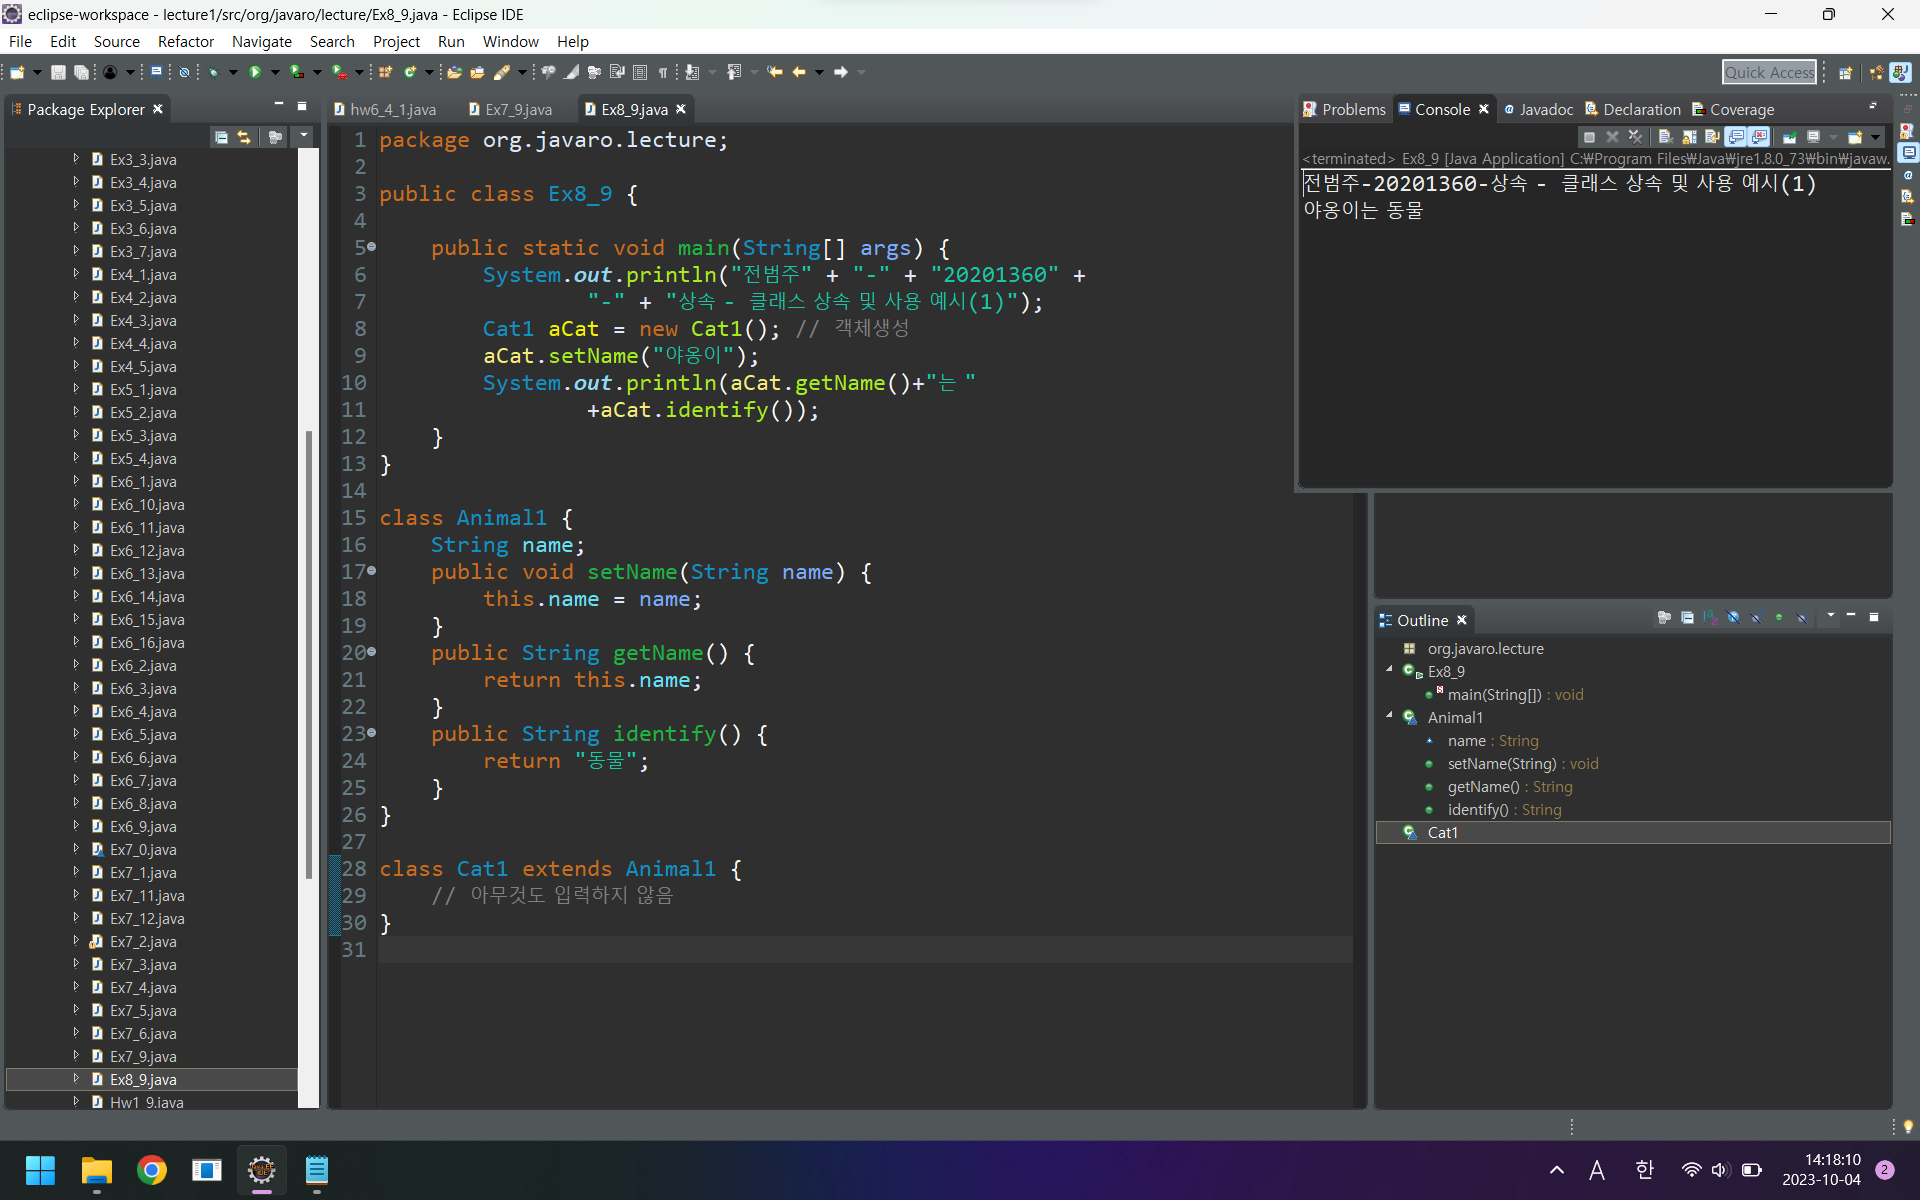 eclipse-workspace - lecture1/src/org/javaro/lecture/Ex8_9.java - Eclipse IDE
File Edit Source Refactor Navigate Search Project Run Window Help
Quick Access
Package Explorer
Ex3_3.java
Ex3_4.java
Ex3_5.java
Ex3_6.java
Ex3_7.java
Ex4_1.java
Ex4_2.java
Ex4_3.java
Ex4_4.java
Ex4_5.java
Ex5_1.java
Ex5_2.java
Ex5_3.java
Ex5_4.java
Ex6_1.java
Ex6_10.java
Ex6_11.java
Ex6_12.java
Ex6_13.java
Ex6_14.java
Ex6_15.java
Ex6_16.java
Ex6_2.java
Ex6_3.java
Ex6_4.java
Ex6_5.java
Ex6_6.java
Ex6_7.java
Ex6_8.java
Ex6_9.java
Ex7_0.java
Ex7_1.java
Ex7_11.java
Ex7_12.java
Ex7_2.java
Ex7_3.java
Ex7_4.java
Ex7_5.java
Ex7_6.java
Ex7_9.java
Ex8_9.java
Hw1_9.java
hw6_4_1.java Ex7_9.java Ex8_9.java
1 package org.javaro.lecture;
2
3 public class Ex8_9 {
4
5 public static void main(String[] args) {
6 System.out.println("전범주" + "-" + "20201360" +
7 "-" + "상속 - 클래스 상속 및 사용 예시(1)");
8 Cat1 aCat = new Cat1(); // 객체생성
9 aCat.setName("야옹이");
10 System.out.println(aCat.getName()+"는 "
11 +aCat.identify());
12 }
13 }
14
15 class Animal1 {
16 String name;
17 public void setName(String name) {
18 this.name = name;
19 }
20 public String getName() {
21 return this.name;
22 }
23 public String identify() {
24 return "동물";
25 }
26 }
27
28 class Cat1 extends Animal1 {
29 // 아무것도 입력하지 않음
30 }
31
Problems Console Javadoc Declaration Coverage
<terminated> Ex8_9 [Java Application] C:₩Program Files₩Java₩jre1.8.0_73₩bin₩javaw.
전범주-20201360-상속 - 클래스 상속 및 사용 예시(1)
야옹이는 동물
Outline
org.javaro.lecture
Ex8_9
main(String[]) : void
Animal1
name : String
setName(String) : void
getName() : String
identify() : String
Cat1
A 한
14:18:10
2023-10-04
2